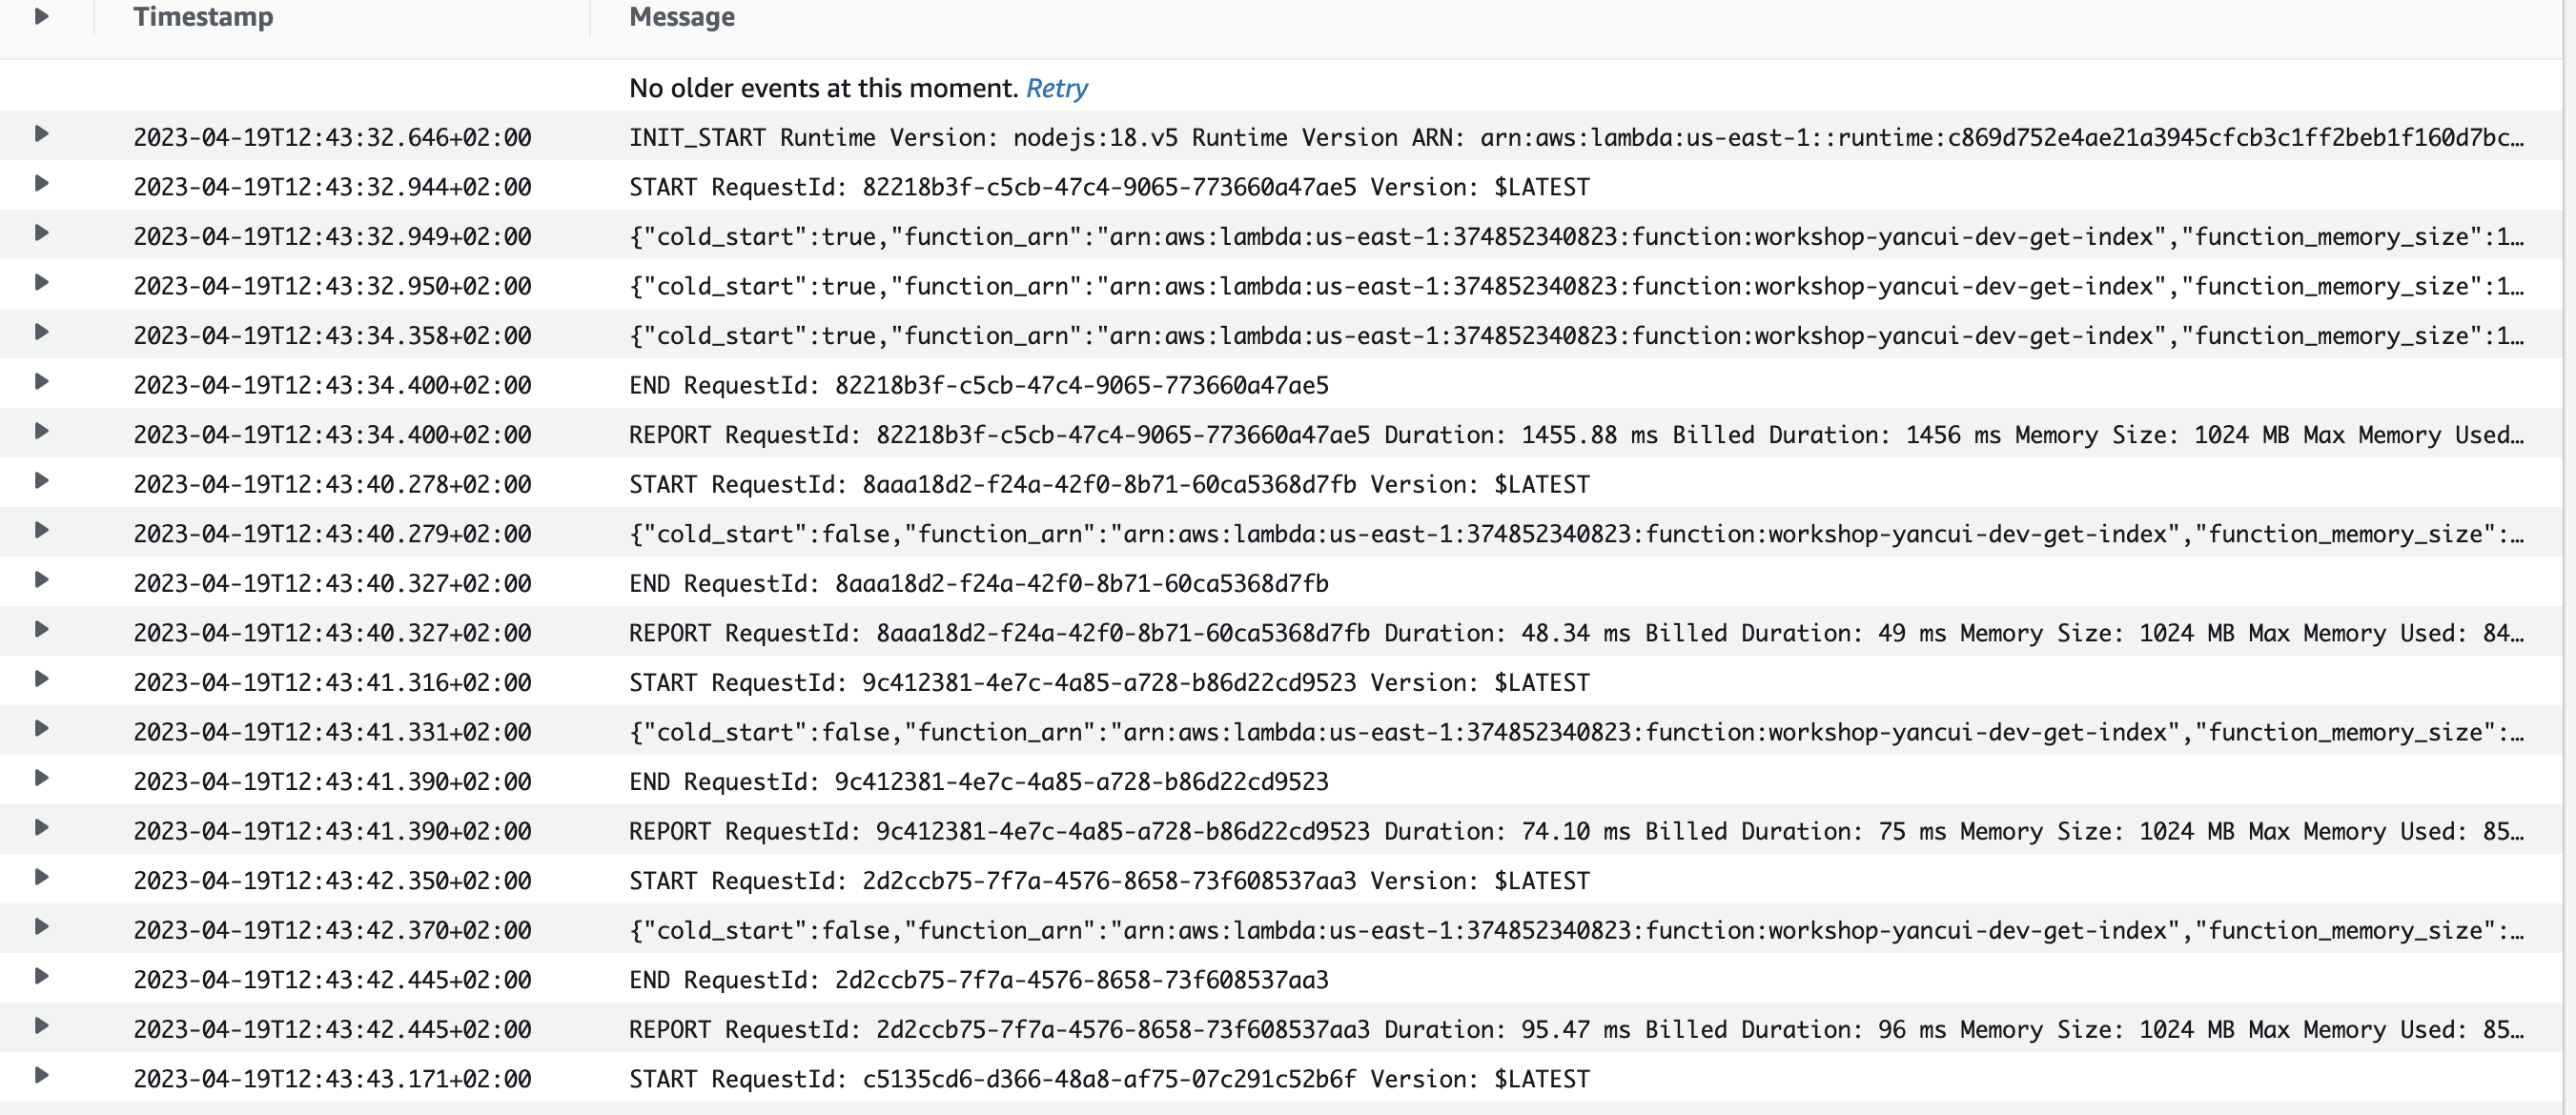 Timestamp Message
No older events at this moment. Retry
2023-04-19T12:43:32.646+02:00 INIT_START Runtime Version: nodejs:18.v5 Runtime Version ARN: arn:aws:lambda:us-east-1::runtime:c869d752e4ae21a3945cfcb3c1ff2beb1f160d7bc…
2023-04-19T12:43:32.944+02:00 START RequestId: 82218b3f-c5cb-47c4-9065-773660a47ae5 Version: $LATEST
2023-04-19T12:43:32.949+02:00 {"cold_start":true,"function_arn":"arn:aws:lambda:us-east-1:374852340823:function:workshop-yancui-dev-get-index","function_memory_size":1…
2023-04-19T12:43:32.950+02:00 {"cold_start":true,"function_arn":"arn:aws:lambda:us-east-1:374852340823:function:workshop-yancui-dev-get-index","function_memory_size":1…
2023-04-19T12:43:34.358+02:00 {"cold_start":true,"function_arn":"arn:aws:lambda:us-east-1:374852340823:function:workshop-yancui-dev-get-index","function_memory_size":1…
2023-04-19T12:43:34.400+02:00 END RequestId: 82218b3f-c5cb-47c4-9065-773660a47ae5
2023-04-19T12:43:34.400+02:00 REPORT RequestId: 82218b3f-c5cb-47c4-9065-773660a47ae5 Duration: 1455.88 ms Billed Duration: 1456 ms Memory Size: 1024 MB Max Memory Used…
2023-04-19T12:43:40.278+02:00 START RequestId: 8aaa18d2-f24a-42f0-8b71-60ca5368d7fb Version: $LATEST
2023-04-19T12:43:40.279+02:00 {"cold_start":false,"function_arn":"arn:aws:lambda:us-east-1:374852340823:function:workshop-yancui-dev-get-index","function_memory_size":…
2023-04-19T12:43:40.327+02:00 END RequestId: 8aaa18d2-f24a-42f0-8b71-60ca5368d7fb
2023-04-19T12:43:40.327+02:00 REPORT RequestId: 8aaa18d2-f24a-42f0-8b71-60ca5368d7fb Duration: 48.34 ms Billed Duration: 49 ms Memory Size: 1024 MB Max Memory Used: 84…
2023-04-19T12:43:41.316+02:00 START RequestId: 9c412381-4e7c-4a85-a728-b86d22cd9523 Version: $LATEST
2023-04-19T12:43:41.331+02:00 {"cold_start":false,"function_arn":"arn:aws:lambda:us-east-1:374852340823:function:workshop-yancui-dev-get-index","function_memory_size":…
2023-04-19T12:43:41.390+02:00 END RequestId: 9c412381-4e7c-4a85-a728-b86d22cd9523
2023-04-19T12:43:41.390+02:00 REPORT RequestId: 9c412381-4e7c-4a85-a728-b86d22cd9523 Duration: 74.10 ms Billed Duration: 75 ms Memory Size: 1024 MB Max Memory Used: 85…
2023-04-19T12:43:42.350+02:00 START RequestId: 2d2ccb75-7f7a-4576-8658-73f608537aa3 Version: $LATEST
2023-04-19T12:43:42.370+02:00 {"cold_start":false,"function_arn":"arn:aws:lambda:us-east-1:374852340823:function:workshop-yancui-dev-get-index","function_memory_size":…
2023-04-19T12:43:42.445+02:00 END RequestId: 2d2ccb75-7f7a-4576-8658-73f608537aa3
2023-04-19T12:43:42.445+02:00 REPORT RequestId: 2d2ccb75-7f7a-4576-8658-73f608537aa3 Duration: 95.47 ms Billed Duration: 96 ms Memory Size: 1024 MB Max Memory Used: 85…
2023-04-19T12:43:43.171+02:00 START RequestId: c5135cd6-d366-48a8-af75-07c291c52b6f Version: $LATEST